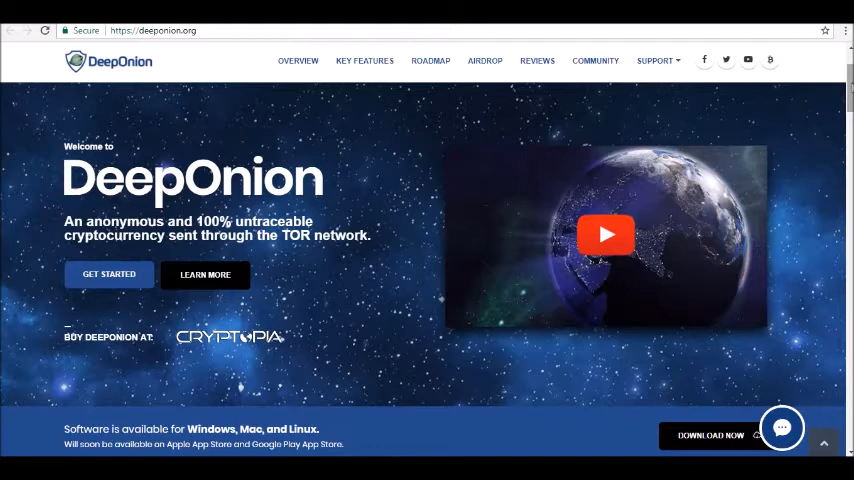 Secure https://deeponion.org
DeepOnion OVERVIEW KEY FEATURES ROADMAP AIRDROP REVIEWS COMMUNITY SUPPORT
Welcome to
DeepOnion
An anonymous and 100% untraceable
cryptocurrency sent through the TOR network.
GET STARTED LEARN MORE
BUY DEEPONION AT: CRYPTOPIA
Software is available for Windows, Mac, and Linux.
Will soon be available on Apple App Store and Google Play App Store.
DOWNLOAD NOW